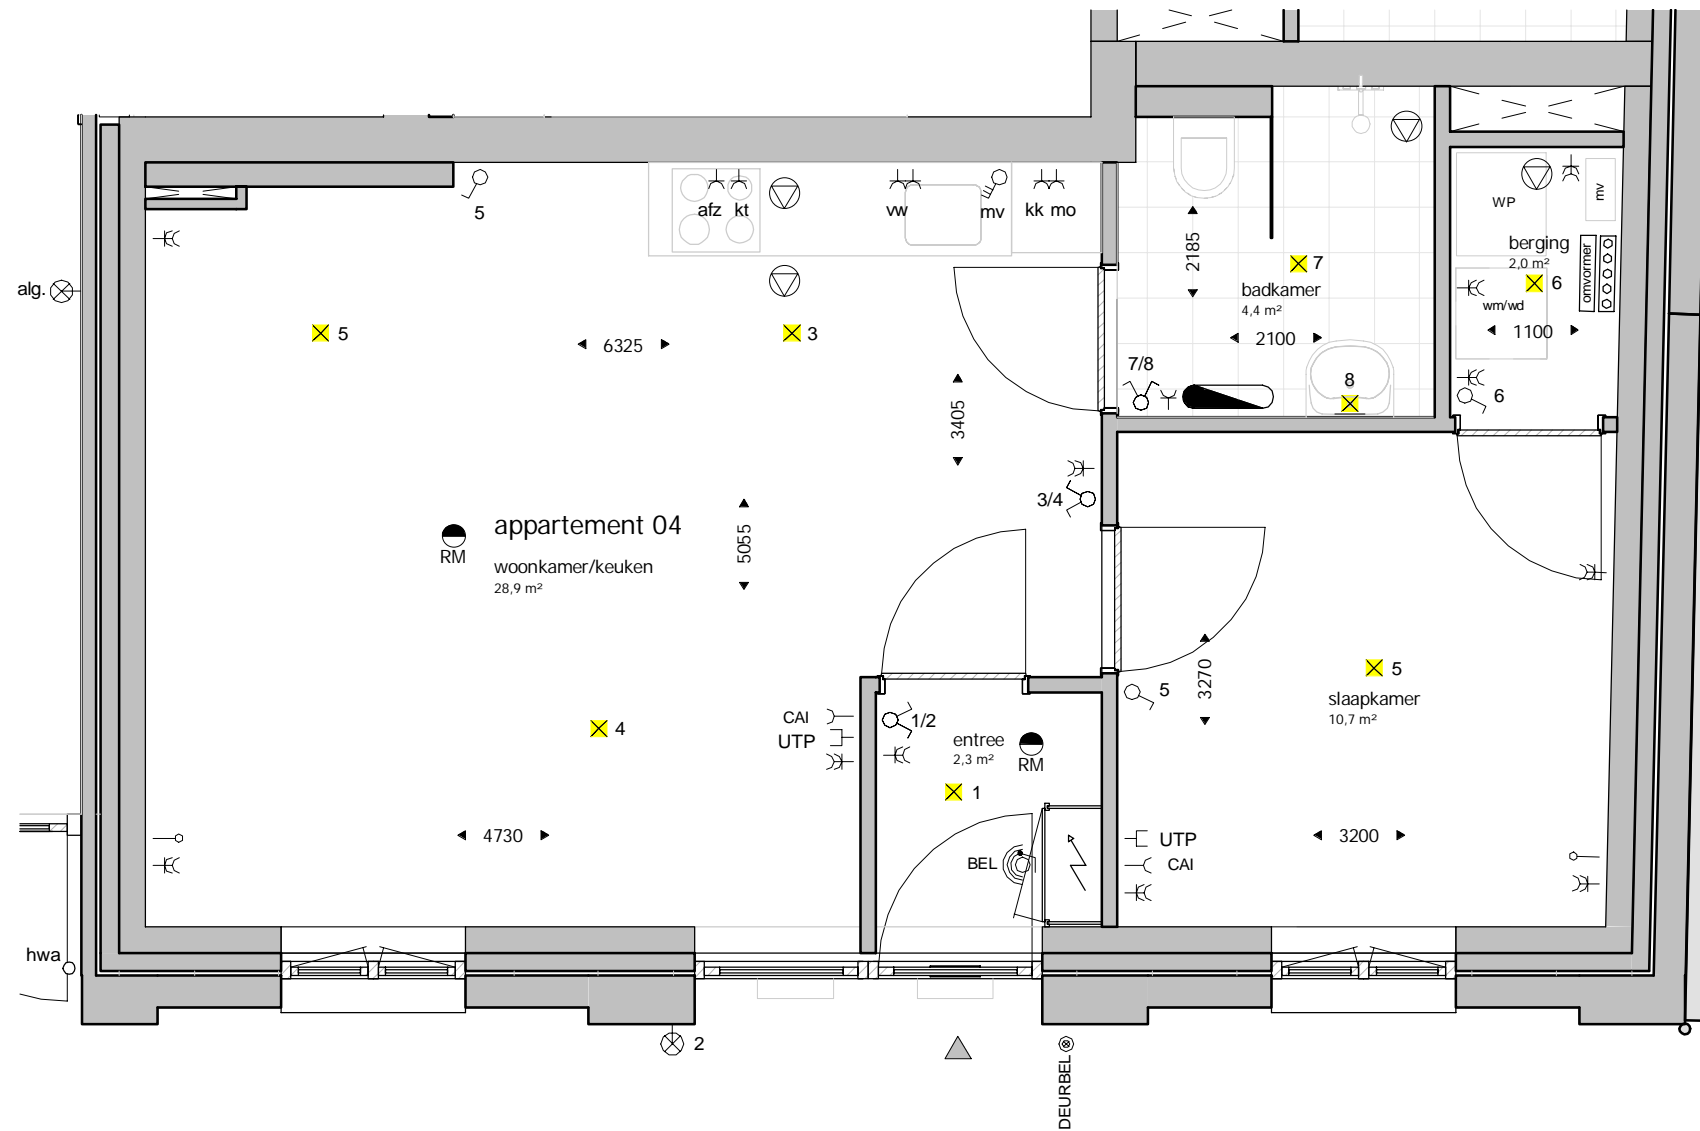 5
afz
kt
vw
mv
kk mo
WP
mv
berging
2,0 m²
omvormer
6
wm/wd
1100
6
2185
7
badkamer
4,4 m²
2100
7/8
8
alg.
5
6325
3
3405
3/4
appartement 04
woonkamer/keuken
28,9 m²
RM
5055
4
CAI
UTP
1/2
entree
2,3 m²
RM
1
BEL
4730
5
3270
5
slaapkamer
10,7 m²
UTP
CAI
3200
hwa
2
DEURBEL